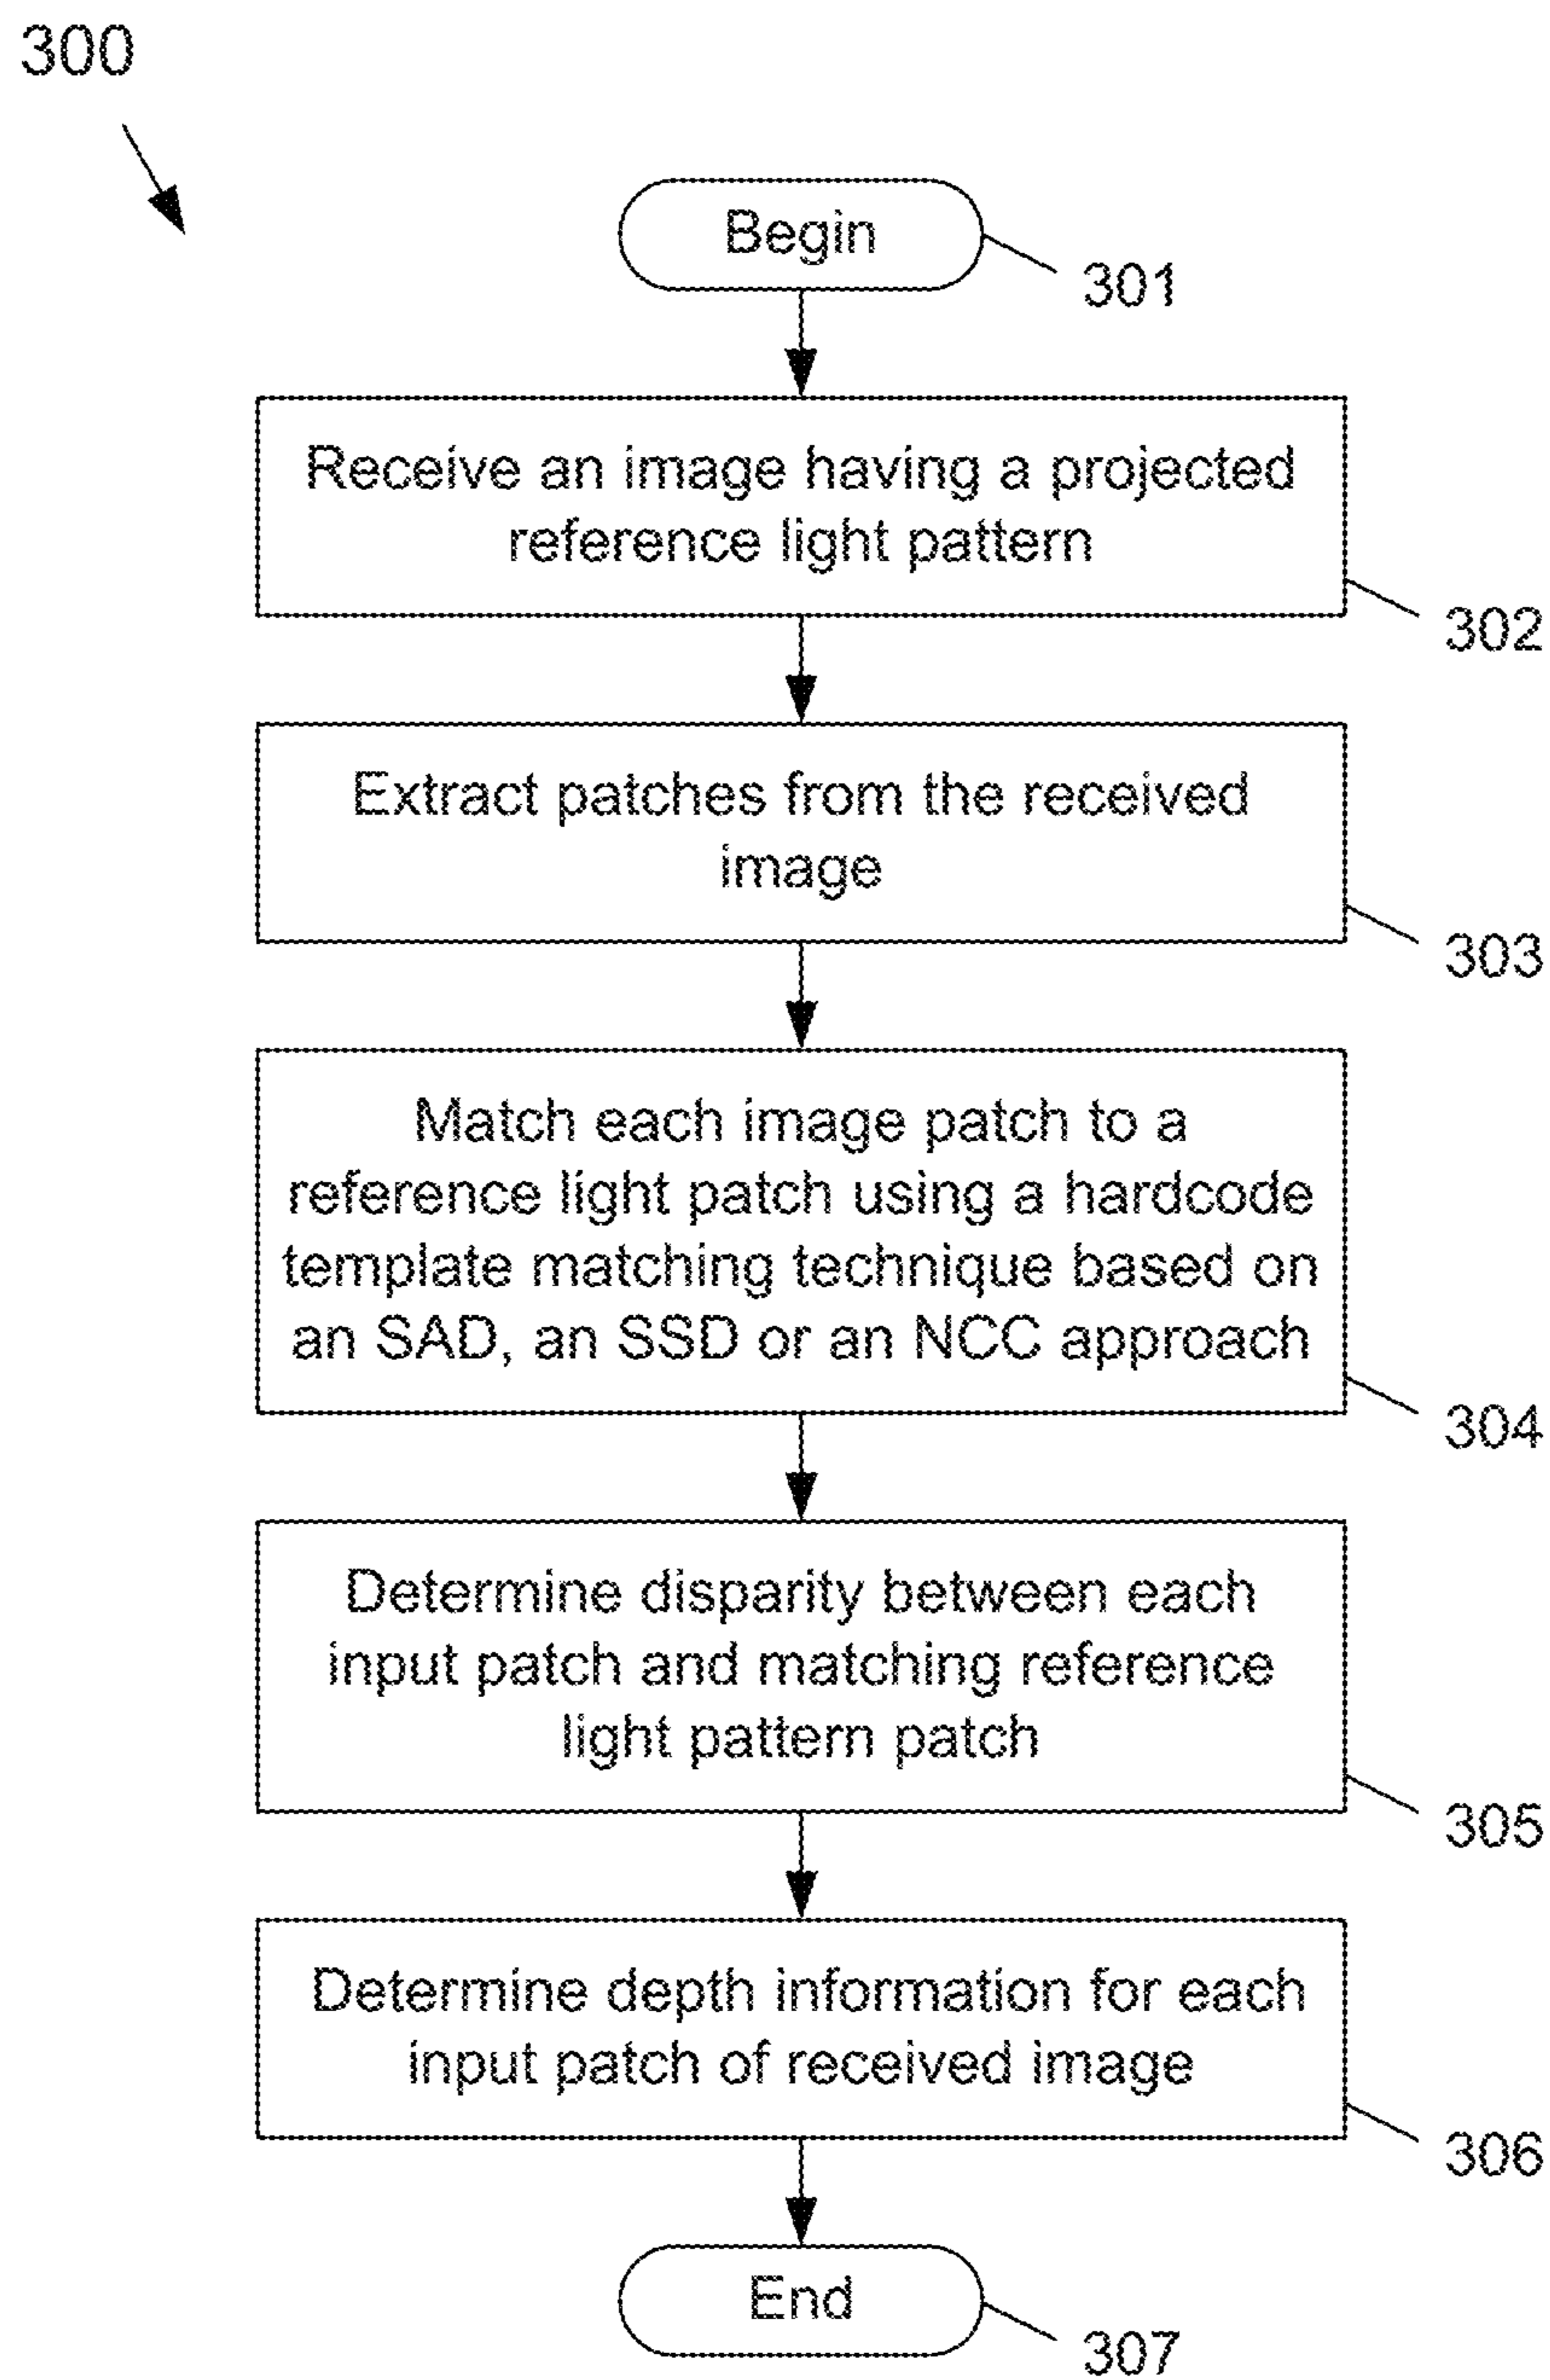 300
Begin
301
Receive an image having a projected
reference light pattern
302
Extract patches from the received
image
303
Match each image patch to a
reference light patch using a hardcode
template matching technique based on
an SAD, an SSD or an NCC approach
304
Determine disparity between each
input patch and matching reference
light pattern patch
305
Determine depth information for each
input patch of received image
306
End
307